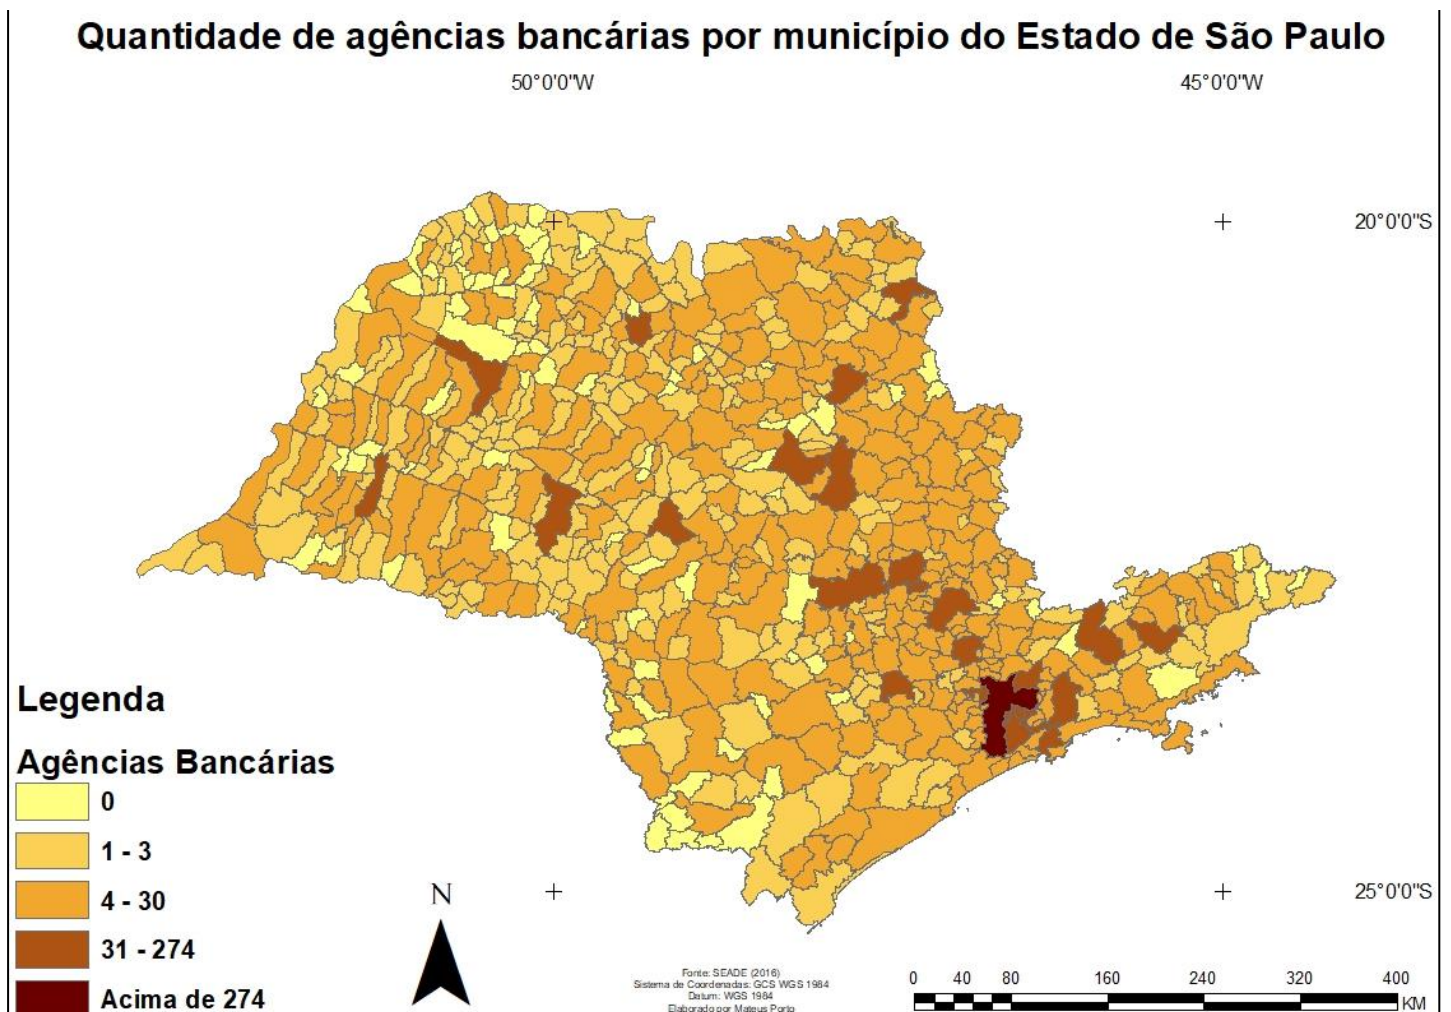 Quantidade de agências bancárias por município do Estado de São Paulo
50°0'0"W
45°0'0"W
20°0'0"S
Legenda
Agências Bancárias
0
1 - 3
4 - 30
31 - 274
Acima de 274
N
25°0'0"S
Fonte: SEADE (2016)
Sistema de Coordenadas: GCS WGS 1984
Datum: WGS 1984
Elaborado por Mateus Porto
0 40 80 160 240 320 400
KM